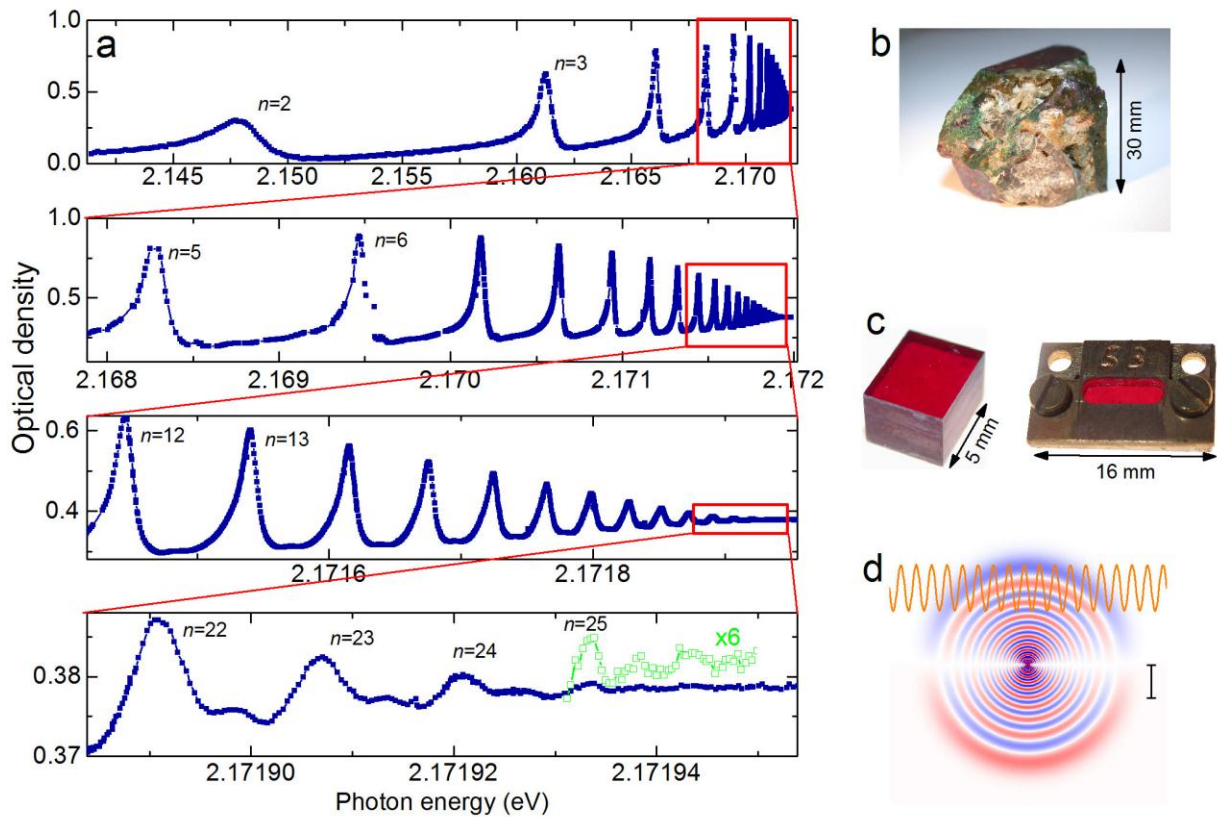 a
1.0
0.5
0.0
n=2
n=3
2.145 2.150 2.155 2.160 2.165 2.170
1.0
0.5
n=5
n=6
2.168 2.169 2.170 2.171 2.172
0.6
0.4
n=12
n=13
2.1716 2.1718
0.38
0.37
n=22
n=23
n=24
n=25
x6
2.17190 2.17192 2.17194
Optical density
Photon energy (eV)
b
30 mm
c
5 mm
16 mm
d